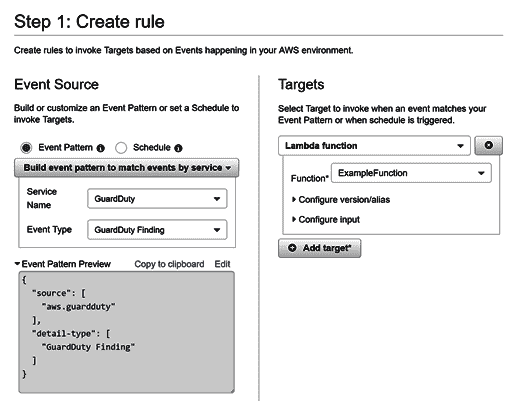 Step 1: Create rule
Create rules to invoke Targets based on Events happening in your AWS environment.
Event Source
Build or customize an Event Pattern or set a Schedule to
invoke Targets.
Event Pattern
Schedule
Build event pattern to match events by service
Service
Name
GuardDuty
Event Type
GuardDuty Finding
Event Pattern Preview
Copy to clipboard
Edit
{
"source": [
"aws.guardduty"
],
"detail-type": [
"GuardDuty Finding"
]
}
Targets
Select Target to invoke when an event matches your
Event Pattern or when schedule is triggered.
Lambda function
Function*
ExampleFunction
Configure version/alias
Configure input
Add target*